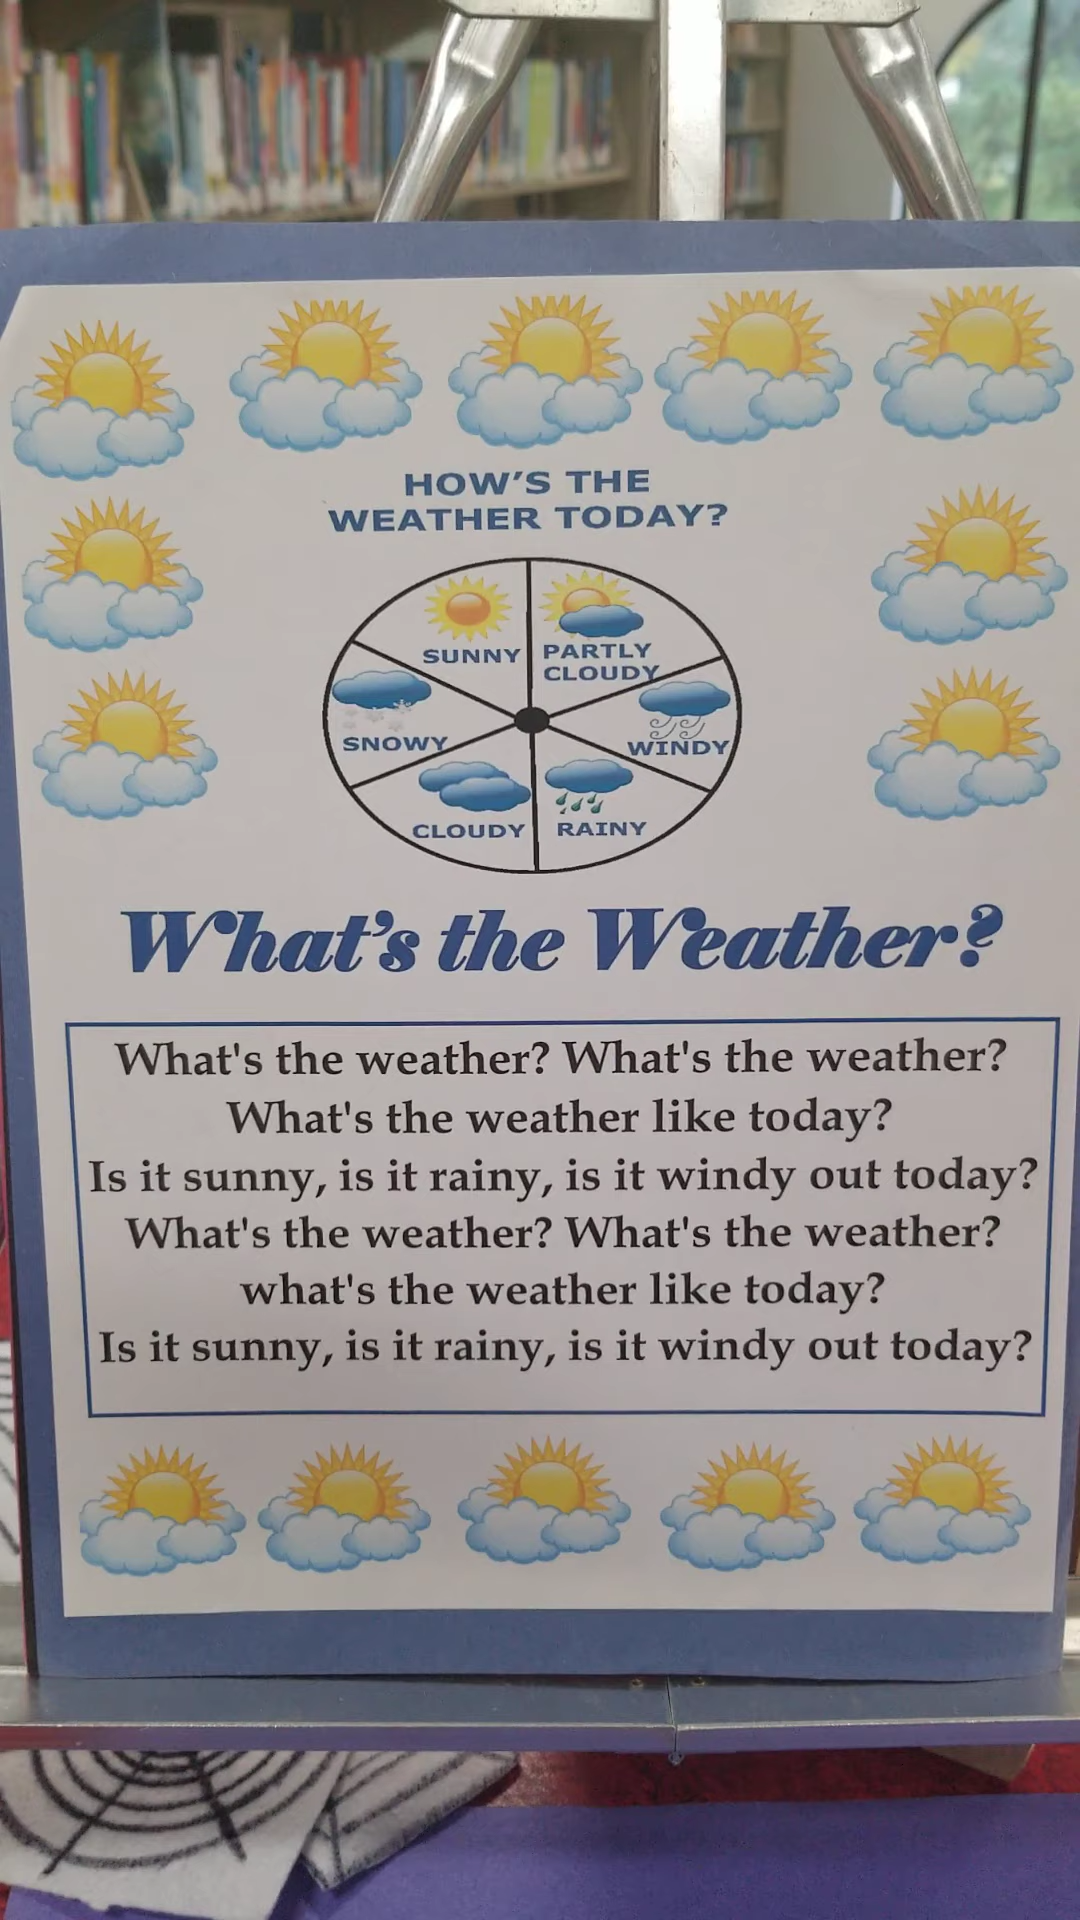 HOW'S THE
WEATHER TODAY?
SUNNY
PARTLY
CLOUDY
SNOWY
WINDY
CLOUDY
RAINY
What's the Weather?
What's the weather? What's the weather?
What's the weather like today?
Is it sunny, is it rainy, is it windy out today?
What's the weather? What's the weather?
what's the weather like today?
Is it sunny, is it rainy, is it windy out today?